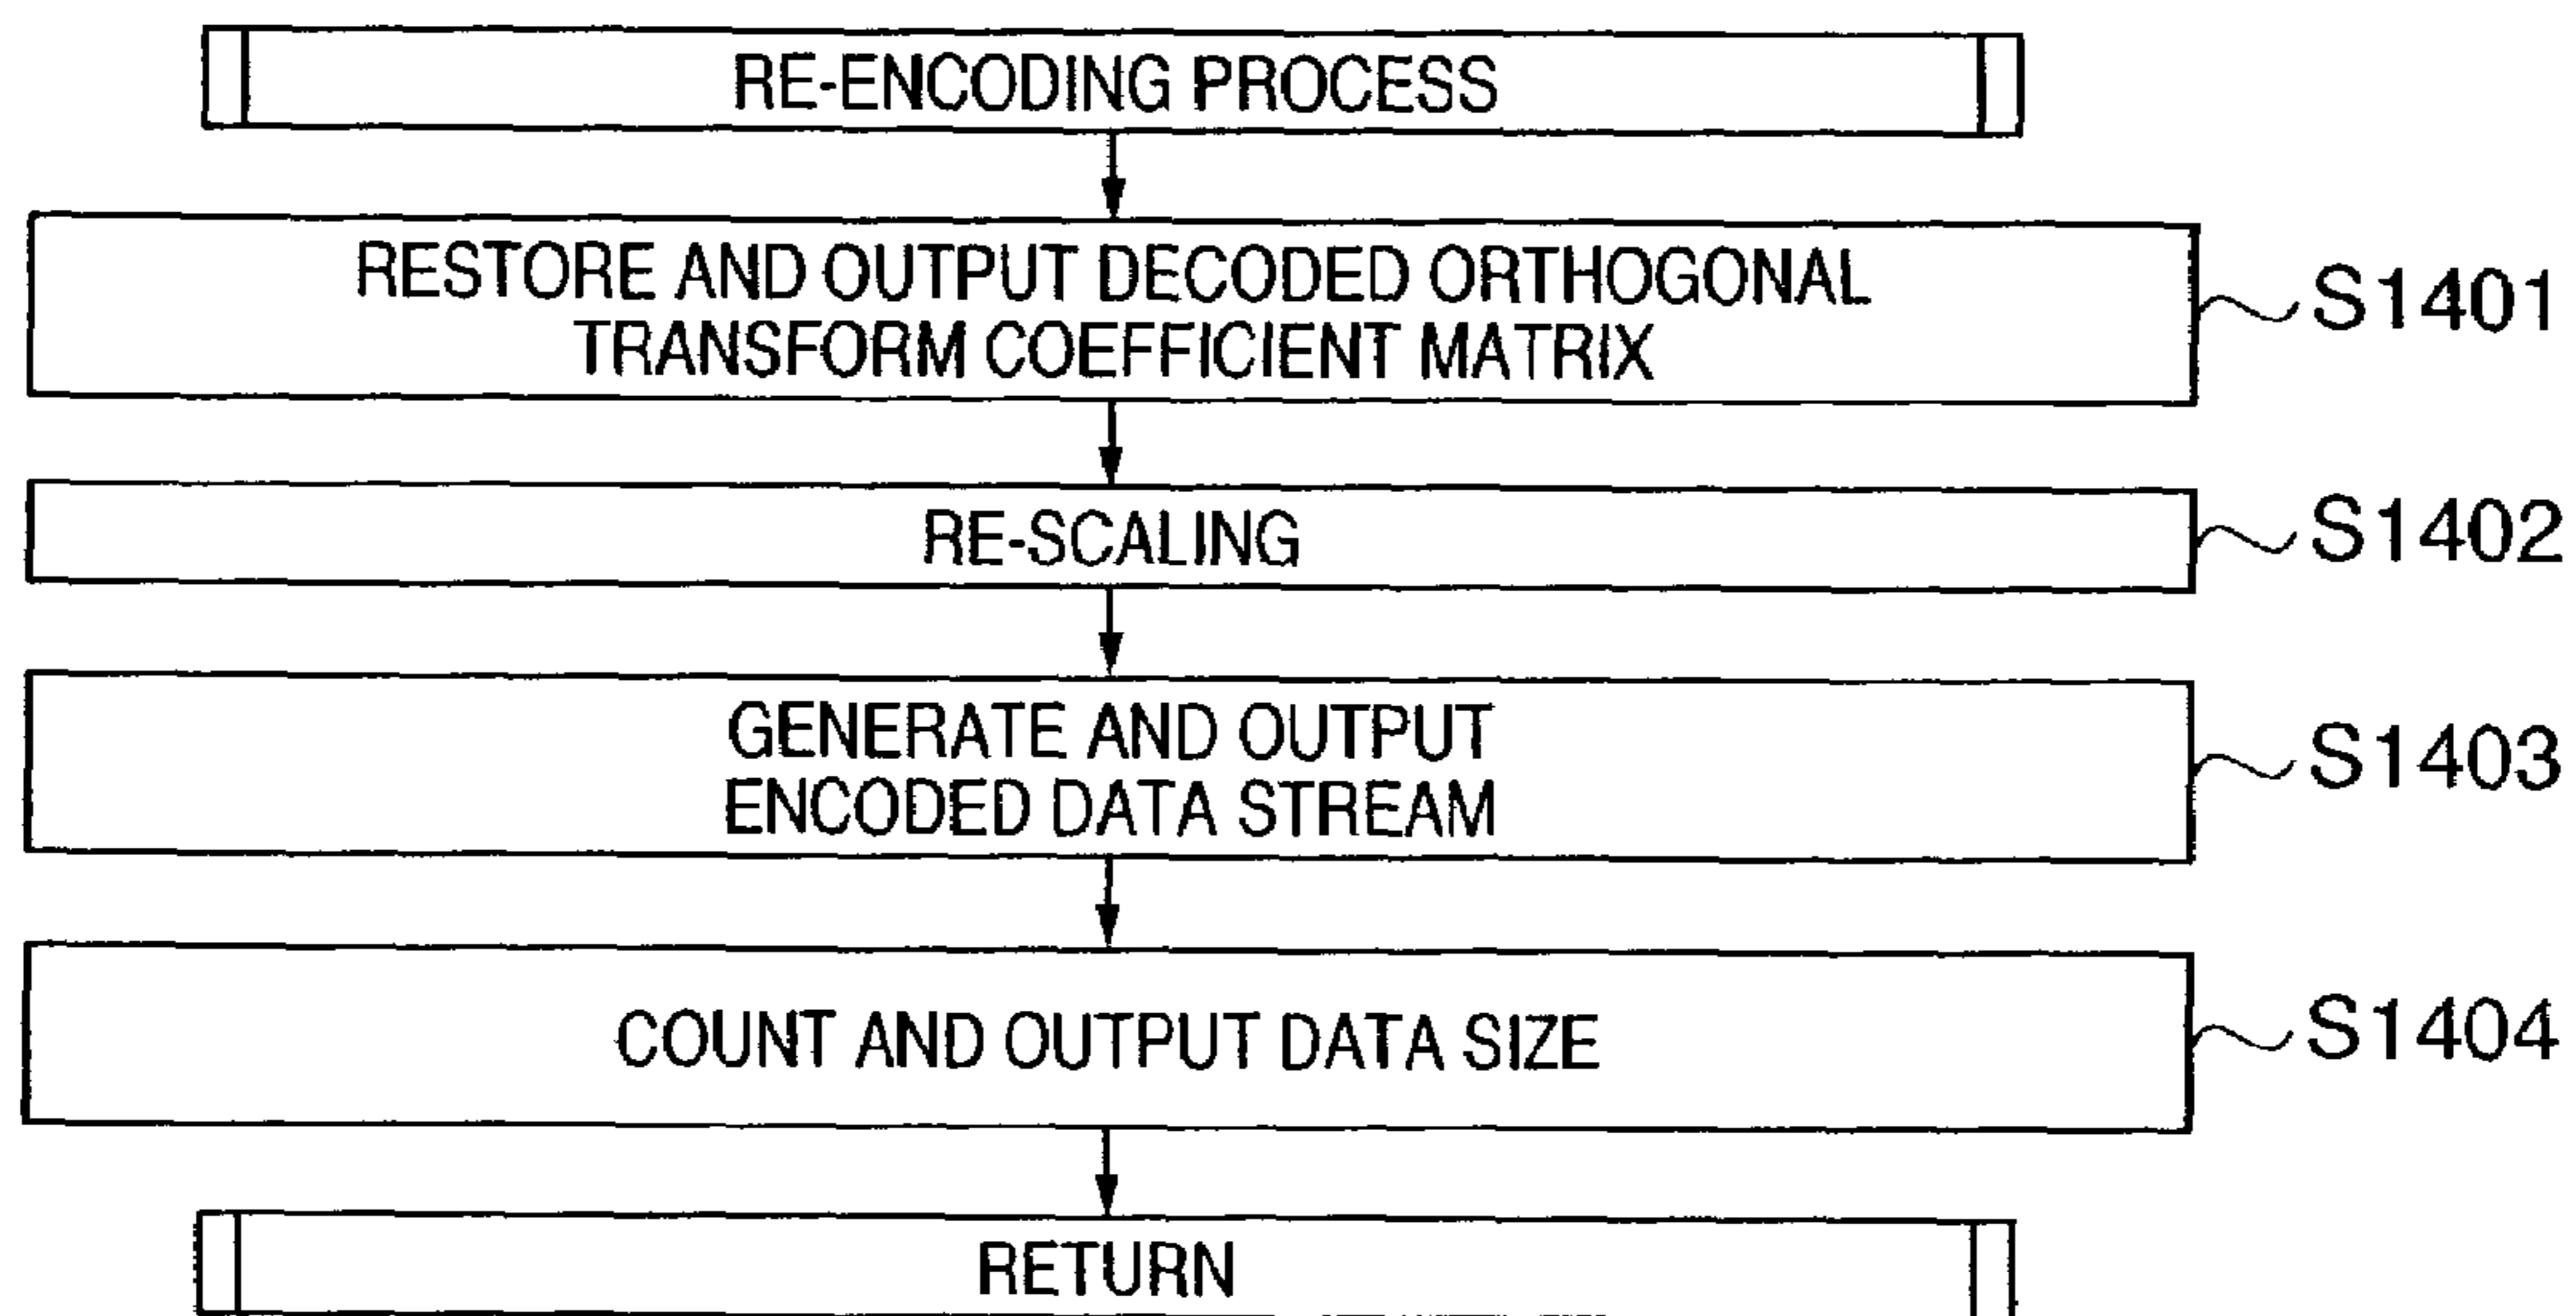 RE-ENCODING PROCESS
RESTORE AND OUTPUT DECODED ORTHOGONAL
TRANSFORM COEFFICIENT MATRIX
S1401
RE-SCALING
S1402
GENERATE AND OUTPUT
ENCODED DATA STREAM
S1403
COUNT AND OUTPUT DATA SIZE
S1404
RETURN